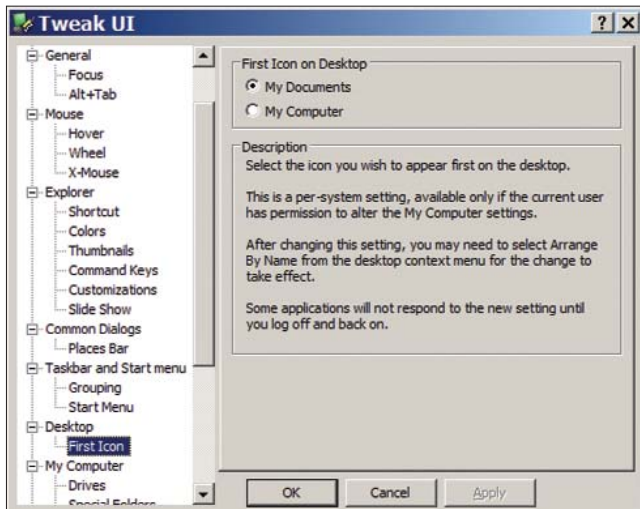 Tweak UI
General
Focus
Alt+Tab
Mouse
Hover
Wheel
X-Mouse
Explorer
Shortcut
Colors
Thumbnails
Command Keys
Customizations
Slide Show
Common Dialogs
Places Bar
Taskbar and Start menu
Grouping
Start Menu
Desktop
First Icon
My Computer
Drives
Special Folders
First Icon on Desktop
My Documents
My Computer
Description
Select the icon you wish to appear first on the desktop.
This is a per-system setting, available only if the current user
has permission to alter the My Computer settings.
After changing this setting, you may need to select Arrange
By Name from the desktop context menu for the change to
take effect.
Some applications will not respond to the new setting until
you log off and back on.
OK
Cancel
Apply